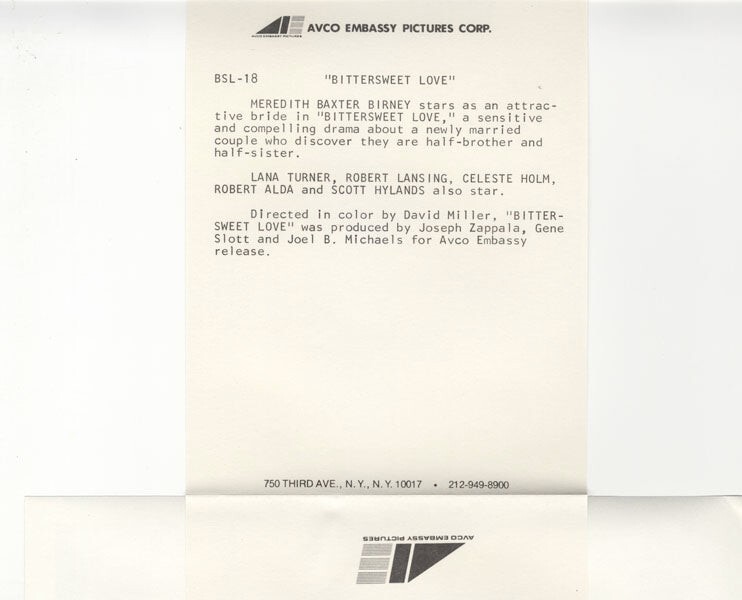 AVCO EMBASSY PICTURES
AVCO EMBASSY PICTURES CORP.
BSL-18 "BITTERSWEET LOVE"
MEREDITH BAXTER BIRNEY stars as an attrac-
tive bride in "BITTERSWEET LOVE," a sensitive
and compelling drama about a newly married
couple who discover they are half-brother and
half-sister.
LANA TURNER, ROBERT LANSING, CELESTE HOLM,
ROBERT ALDA and SCOTT HYLANDS also star.
Directed in color by David Miller, "BITTER-
SWEET LOVE" was produced by Joseph Zappala, Gene
Slott and Joel B. Michaels for Avco Embassy
release.
750 THIRD AVE., N.Y., N.Y. 10017 • 212-949-8900
AVCO EMBASSY PICTURES